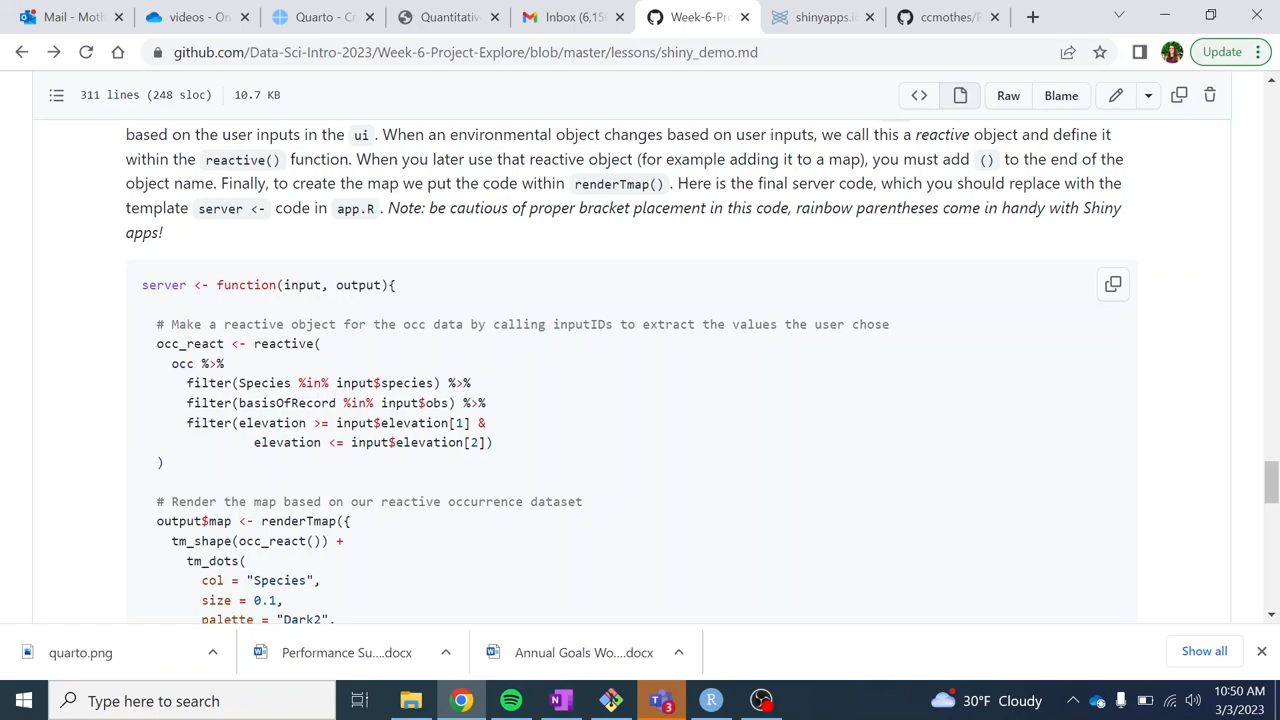 Mail - Moth
videos - On
Quarto - Cr
Quantitativ
Inbox (6,15
Week-6-Pro
shinyapps.i
ccmothes/R
github.com/Data-Sci-Intro-2023/Week-6-Project-Explore/blob/master/lessons/shiny_demo.md
Update
311 lines (248 sloc) 10.7 KB
Raw Blame
based on the user inputs in the ui . When an environmental object changes based on user inputs, we call this a reactive object and define it
within the reactive() function. When you later use that reactive object (for example adding it to a map), you must add () to the end of the
object name. Finally, to create the map we put the code within renderTmap() . Here is the final server code, which you should replace with the
template server <- code in app.R . Note: be cautious of proper bracket placement in this code, rainbow parentheses come in handy with Shiny
apps!
server <- function(input, output){
# Make a reactive object for the occ data by calling inputIDs to extract the values the user chose
occ_react <- reactive(
occ %>%
filter(Species %in% input$species) %>%
filter(basisOfRecord %in% input$obs) %>%
filter(elevation >= input$elevation[1] &
elevation <= input$elevation[2])
)
# Render the map based on our reactive occurrence dataset
output$map <- renderTmap({
tm_shape(occ_react()) +
tm_dots(
col = "Species",
size = 0.1,
palette = "Dark2",
quarto.png
Performance Su....docx
Annual Goals Wo....docx
Show all
Type here to search
3
30°F Cloudy
10:50 AM
3/3/2023